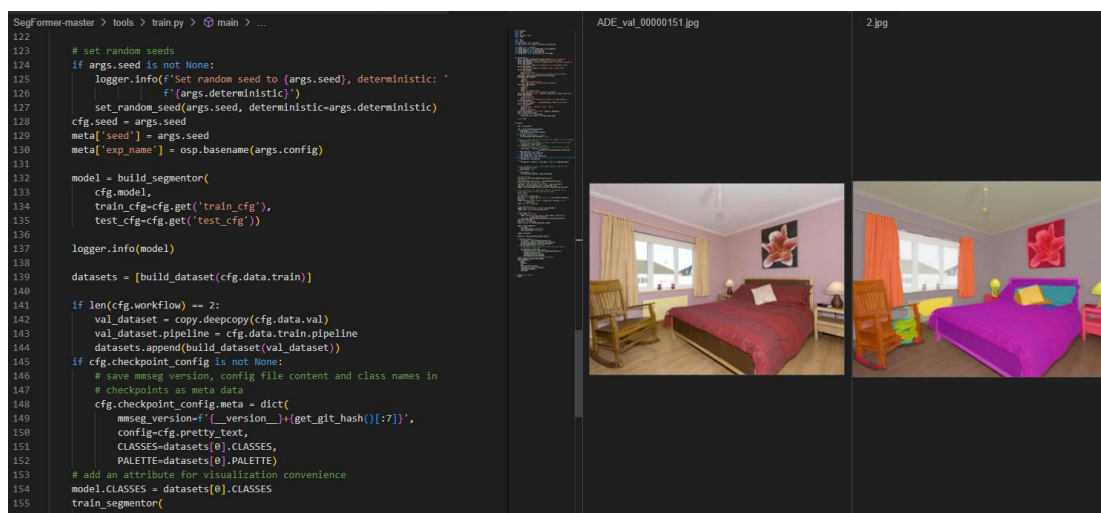 SegFormer-master > tools > train.py > main > ...
122
123 # set random seeds
124 if args.seed is not None:
125 logger.info(f'Set random seed to {args.seed}, deterministic: '
126 f'{args.deterministic}')
127 set_random_seed(args.seed, deterministic=args.deterministic)
128 cfg.seed = args.seed
129 meta['seed'] = args.seed
130 meta['exp_name'] = osp.basename(args.config)
131
132 model = build_segmentor(
133 cfg.model,
134 train_cfg=cfg.get('train_cfg'),
135 test_cfg=cfg.get('test_cfg'))
136
137 logger.info(model)
138
139 datasets = [build_dataset(cfg.data.train)]
140
141 if len(cfg.workflow) == 2:
142 val_dataset = copy.deepcopy(cfg.data.val)
143 val_dataset.pipeline = cfg.data.train.pipeline
144 datasets.append(build_dataset(val_dataset))
145 if cfg.checkpoint_config is not None:
146 # save mmseg version, config file content and class names in
147 # checkpoints as meta data
148 cfg.checkpoint_config.meta = dict(
149 mmseg_version=f'{__version__}+{get_git_hash()[:7]}',
150 config=cfg.pretty_text,
151 CLASSES=datasets[0].CLASSES,
152 PALETTE=datasets[0].PALETTE)
153 # add an attribute for visualization convenience
154 model.CLASSES = datasets[0].CLASSES
155 train_segmentor(
ADE_val_00000151.jpg
2.jpg